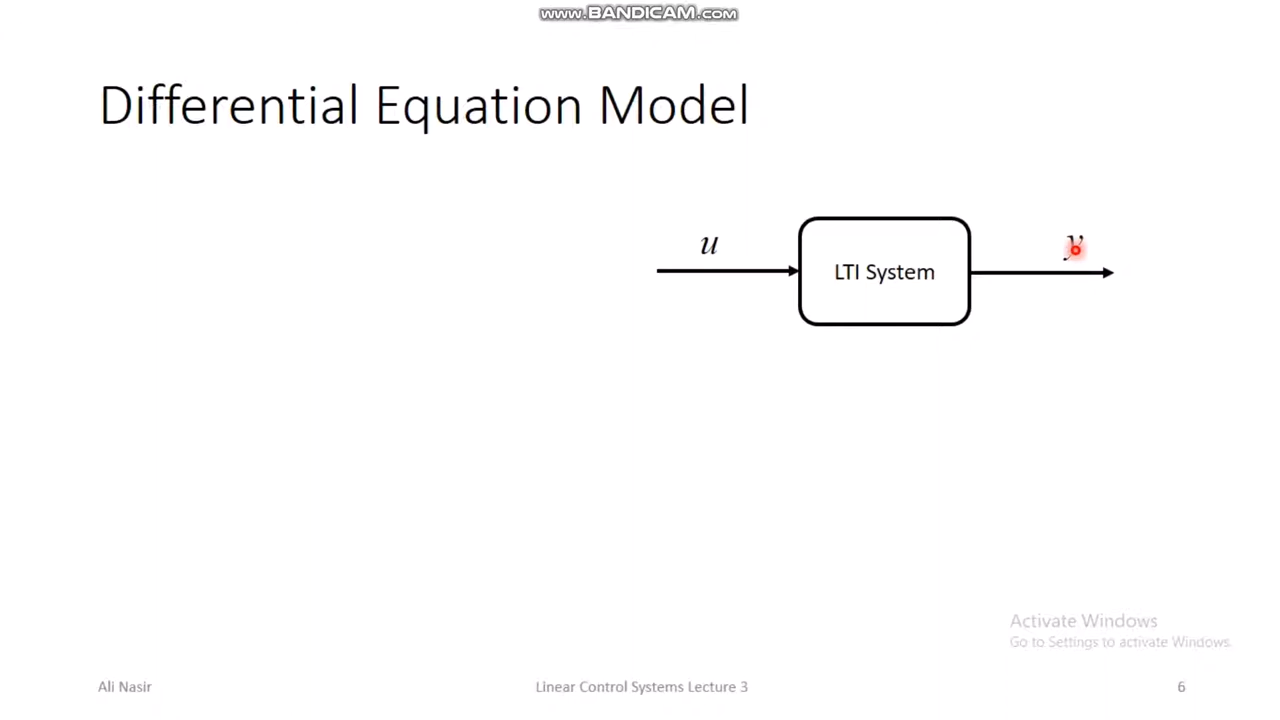 www.BANDICAM.com
Differential Equation Model
u
LTI System
y
Activate Windows
Go to Settings to activate Windows.
Ali Nasir
Linear Control Systems Lecture 3
6